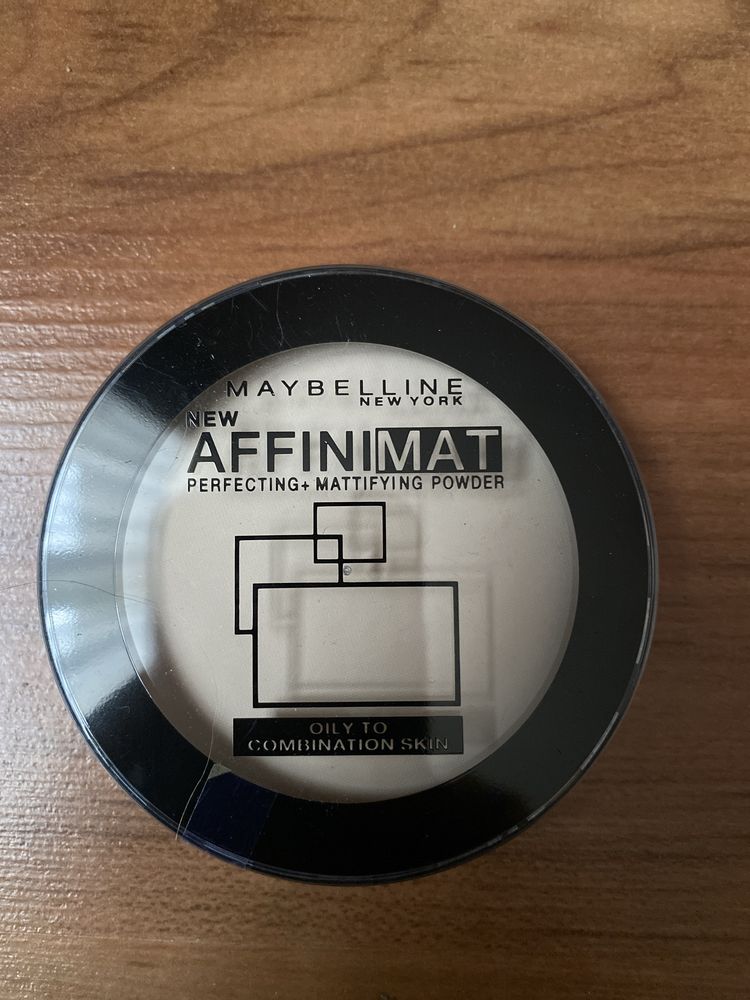 MAYBELLINE
NEW YORK
NEW
AFFINIMAT
PERFECTING+ MATTIFYING POWDER
OILY TO
COMBINATION SKIN